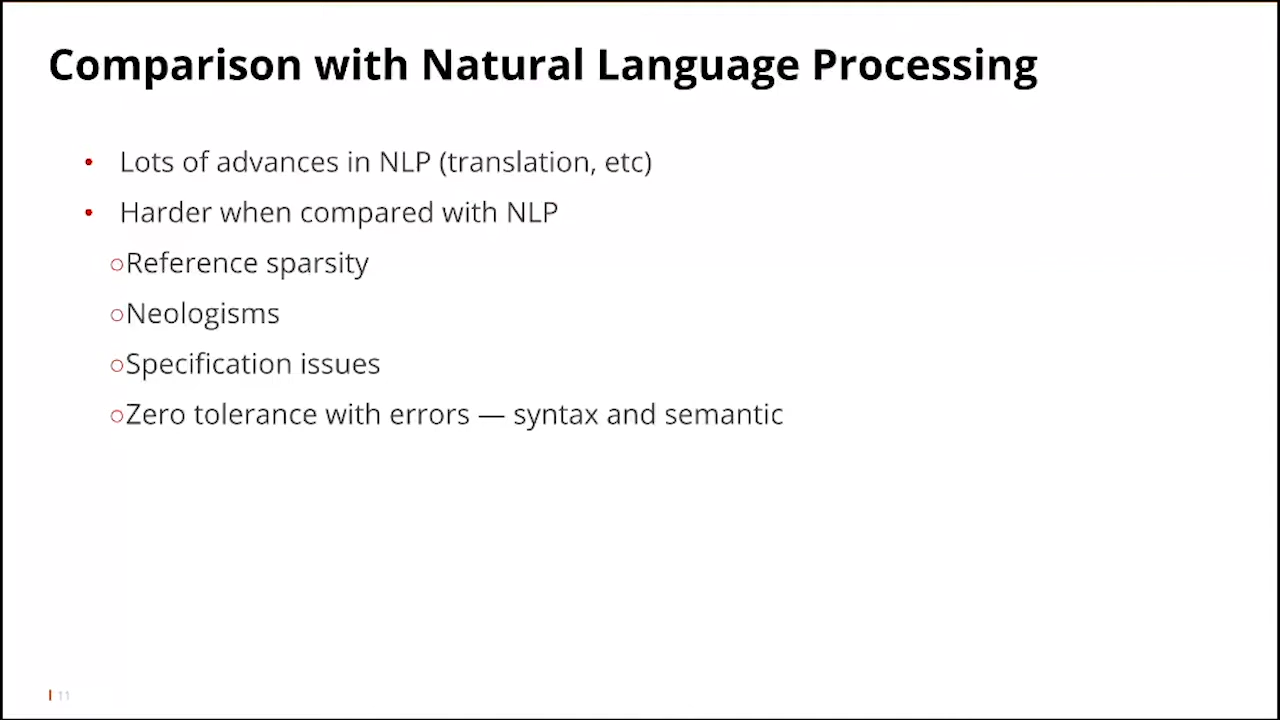 Comparison with Natural Language Processing
• Lots of advances in NLP (translation, etc)
• Harder when compared with NLP
○Reference sparsity
○Neologisms
○Specification issues
○Zero tolerance with errors — syntax and semantic
11